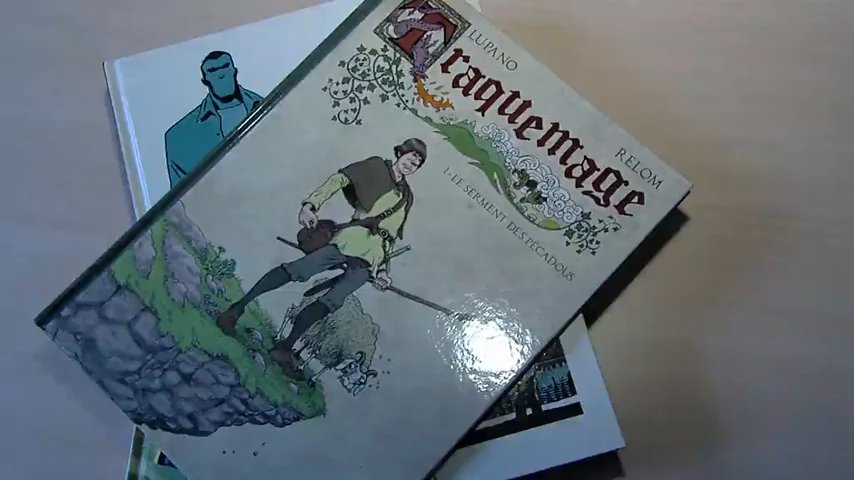 LUPANO
RELOM
Traquemage
1 • LE SERMENT DES PÉCADOUS